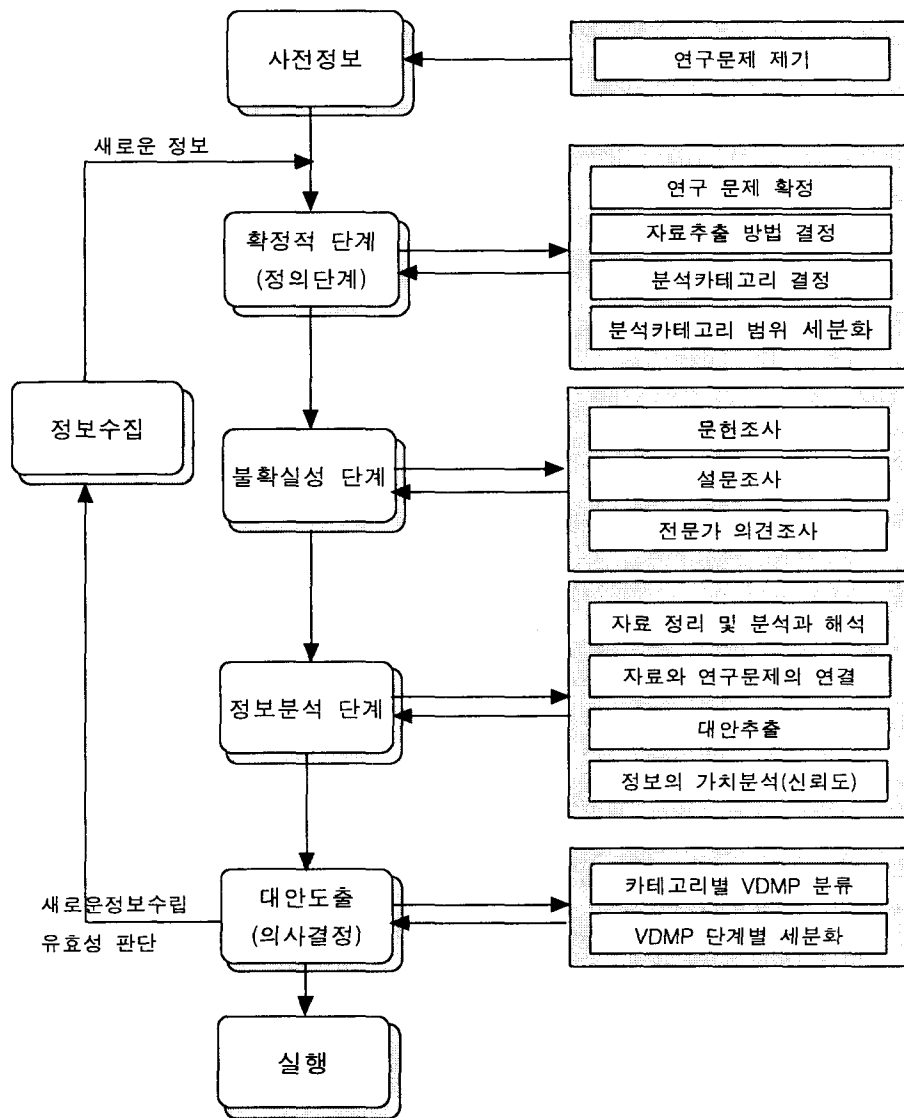 사전정보
연구문제 제기
새로운 정보
확정적 단계
(정의단계)
연구 문제 확정
자료추출 방법 결정
분석카테고리 결정
분석카테고리 범위 세분화
정보수집
불확실성 단계
문헌조사
설문조사
전문가 의견조사
정보분석 단계
자료 정리 및 분석과 해석
자료와 연구문제의 연결
대안추출
정보의 가치분석(신뢰도)
새로운정보수립
유효성 판단
대안도출
(의사결정)
카테고리별 VDMP 분류
VDMP 단계별 세분화
실행